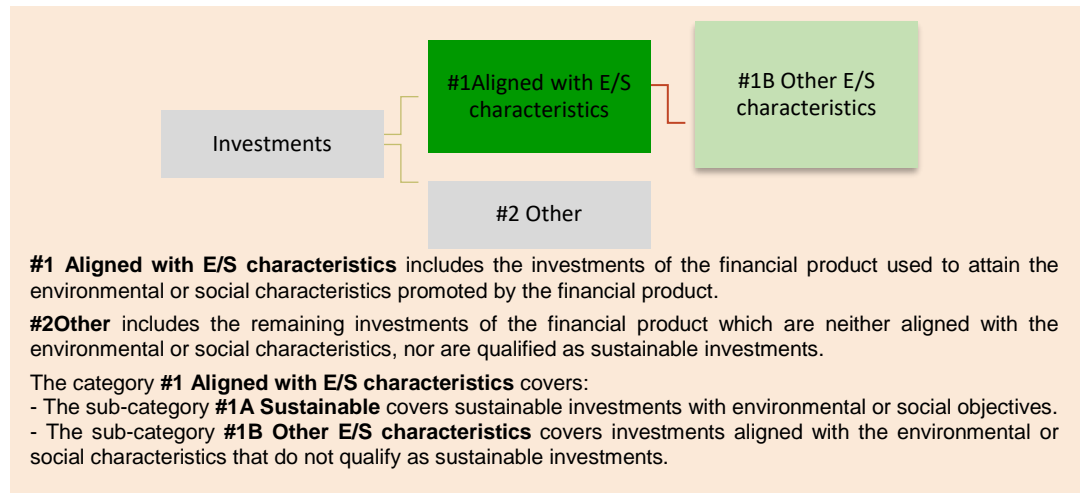 #1Aligned with E/S
characteristics
#1B Other E/S
characteristics
Investments
#2 Other
#1 Aligned with E/S characteristics includes the investments of the financial product used to attain the
environmental or social characteristics promoted by the financial product.
#2Other includes the remaining investments of the financial product which are neither aligned with the
environmental or social characteristics, nor are qualified as sustainable investments.
The category #1 Aligned with E/S characteristics covers:
- The sub-category #1A Sustainable covers sustainable investments with environmental or social objectives.
- The sub-category #1B Other E/S characteristics covers investments aligned with the environmental or
social characteristics that do not qualify as sustainable investments.